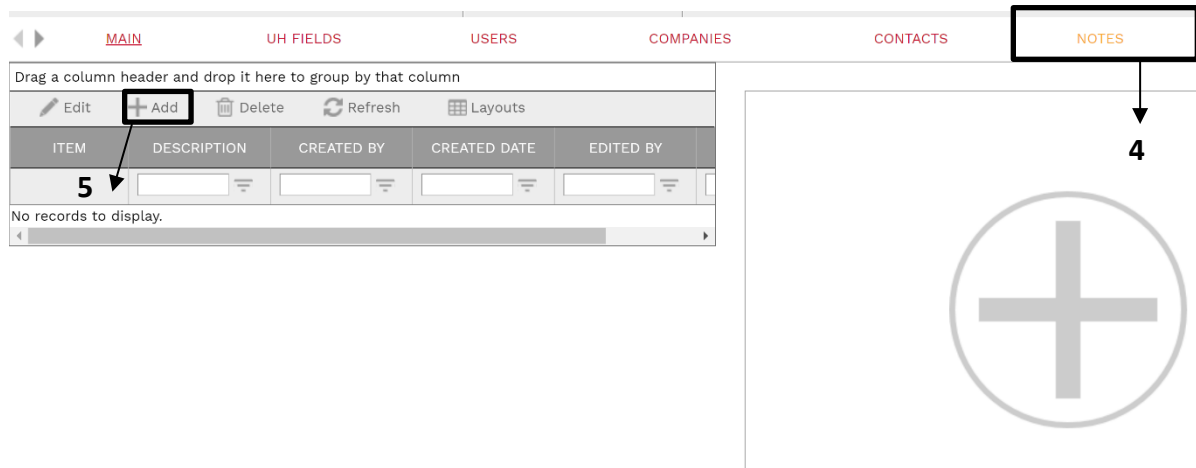 MAIN UH FIELDS USERS COMPANIES CONTACTS NOTES
Drag a column header and drop it here to group by that column
Edit Add Delete Refresh Layouts
4
ITEM DESCRIPTION CREATED BY CREATED DATE EDITED BY
5
No records to display.